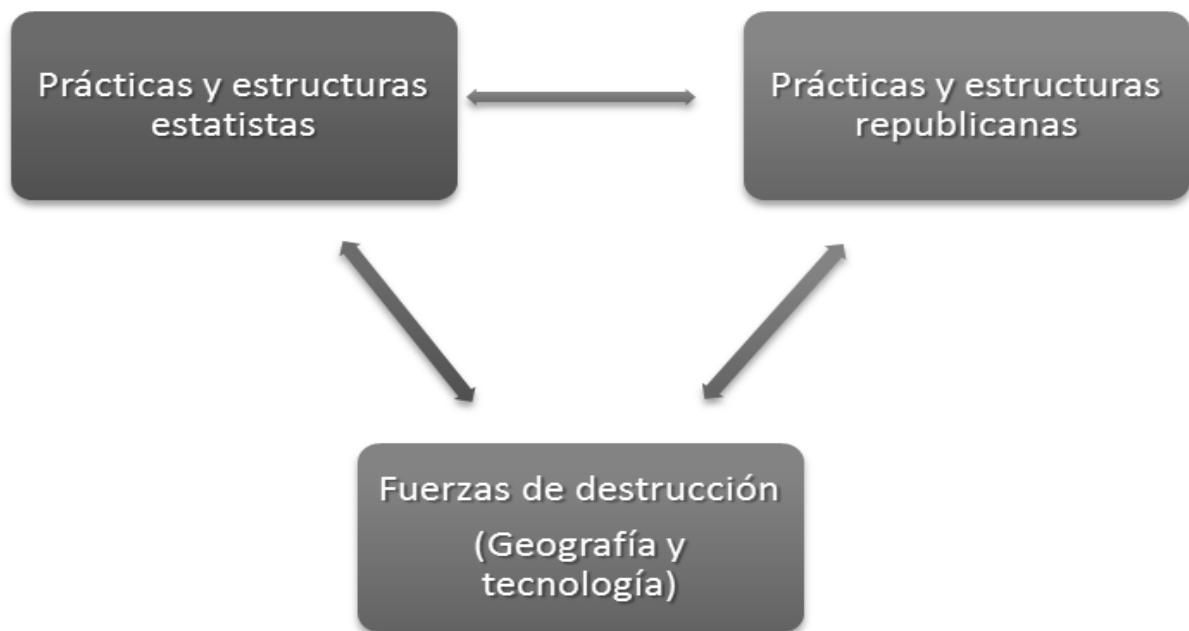 Prácticas y estructuras
estatistas
Prácticas y estructuras
republicanas
Fuerzas de destrucción
(Geografía y
tecnología)